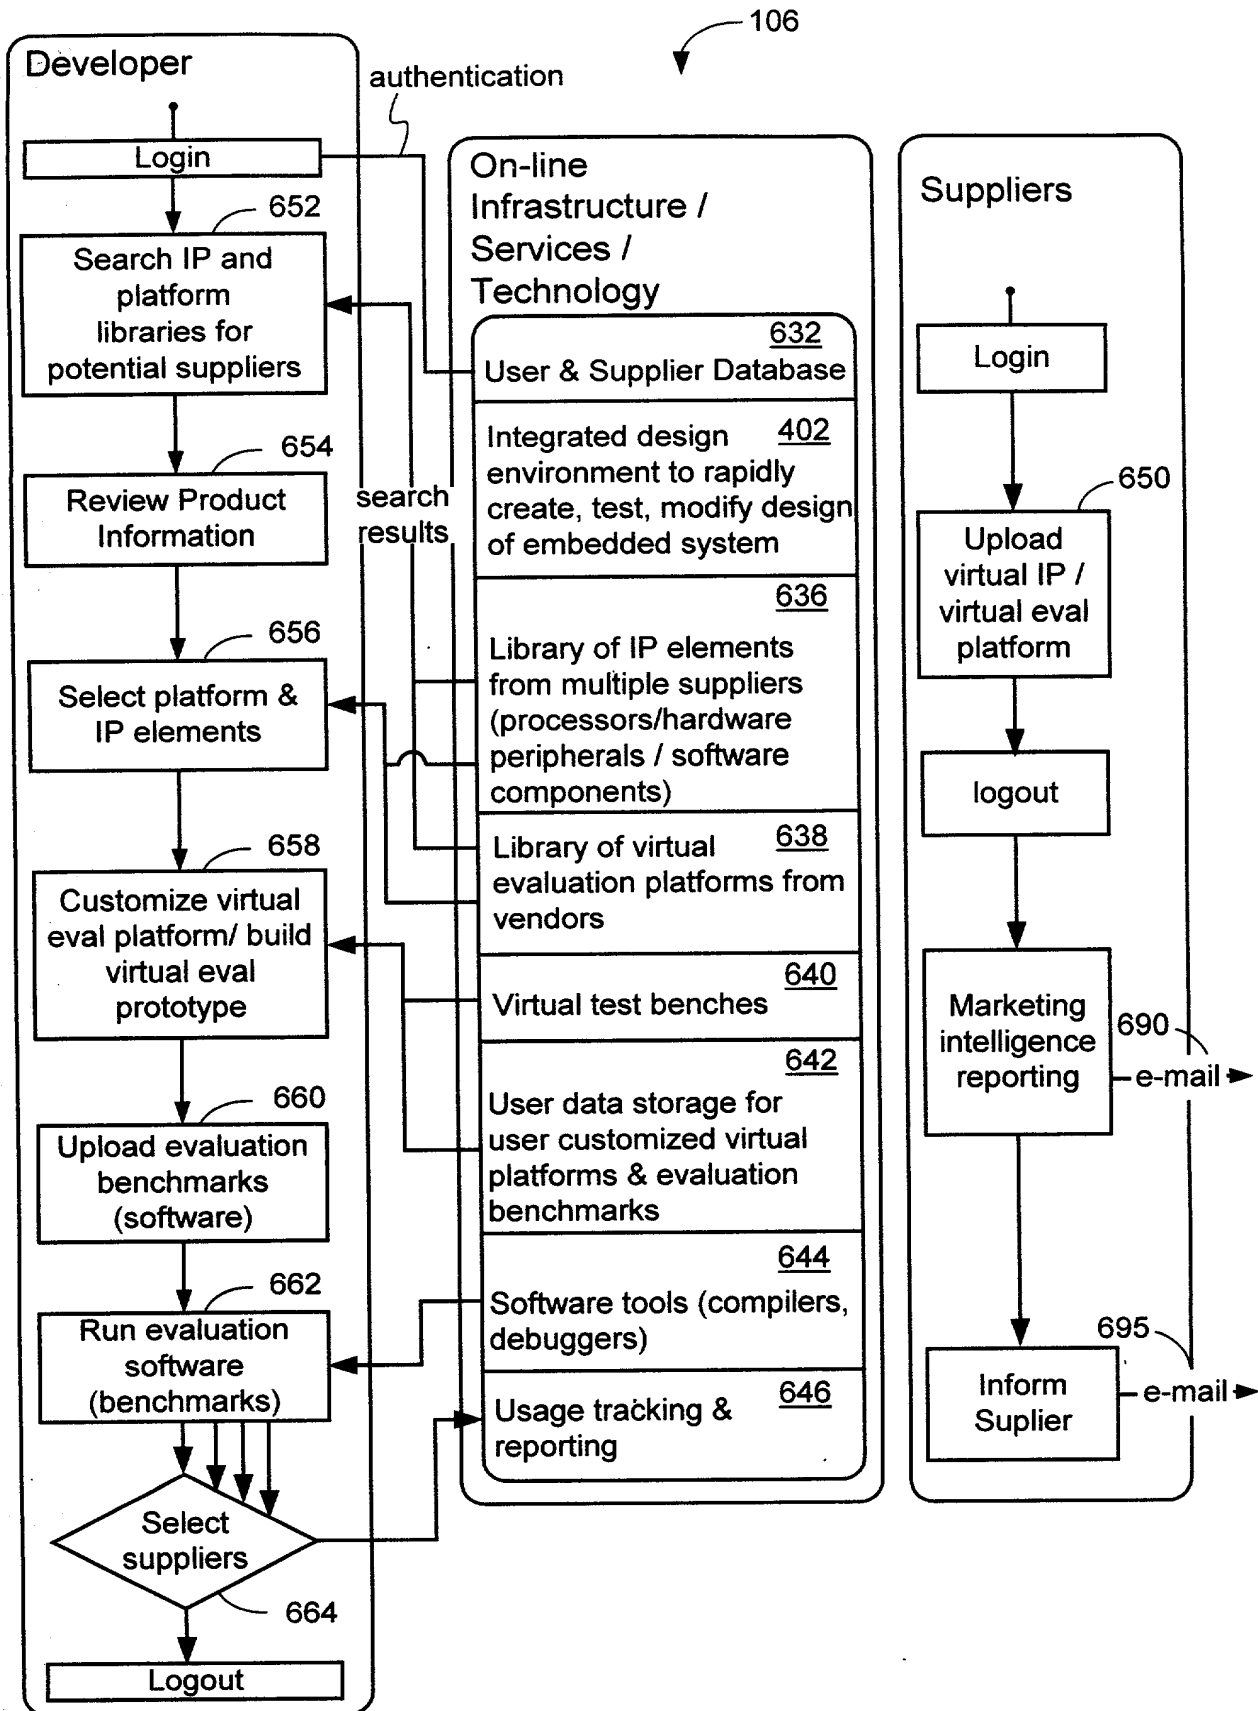 106
Developer
authentication
Login
652
Search IP and
platform
libraries for
potential suppliers
654
Review Product
Information
search
results
656
Select platform &
IP elements
658
Customize virtual
eval platform/ build
virtual eval
prototype
660
Upload evaluation
benchmarks
(software)
662
Run evaluation
software
(benchmarks)
Select
suppliers
664
Logout
On-line
Infrastructure /
Services /
Technology
632
User & Supplier Database
402
Integrated design
environment to rapidly
create, test, modify design
of embedded system
636
Library of IP elements
from multiple suppliers
(processors/hardware
peripherals / software
components)
638
Library of virtual
evaluation platforms from
vendors
640
Virtual test benches
642
User data storage for
user customized virtual
platforms & evaluation
benchmarks
644
Software tools (compilers,
debuggers)
646
Usage tracking &
reporting
Suppliers
Login
650
Upload
virtual IP /
virtual eval
platform
logout
Marketing
intelligence
reporting
690
e-mail
695
Inform
Suplier
e-mail